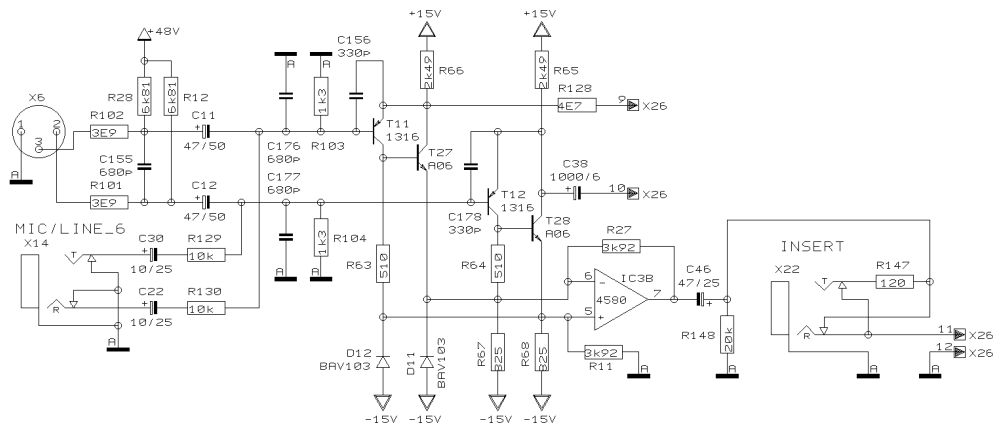 +15V
+15V
+48V
C156
330p
R66
2k49
R65
2k49
R128
4E7
9
X26
X6
R28
6k81
R12
6k81
A
A
1k3
R102
3E9
C11
+
47/50
1
2
3
T11
1316
C176
680p
R103
T27
A06
C155
680p
C38
1000/6
+
10
X26
A
R101
3E9
C12
+
47/50
C177
680p
T12
1316
C178
330p
T28
A06
MIC/LINE_6
X14
T
C30
+
10/25
R129
10k
1k3
R104
R63
510
R64
510
R27
3k92
IC3B
4580
6
-
5
+
7
C46
47/25
+
INSERT
X22
T
R147
120
A
A
R
C22
+
10/25
R130
10k
R148
20k
R
11
X26
12
X26
A
D12
BAV103
D11
BAV103
R67
825
R68
825
3k92
R11
A
A
A
A
-15V
-15V
-15V
-15V